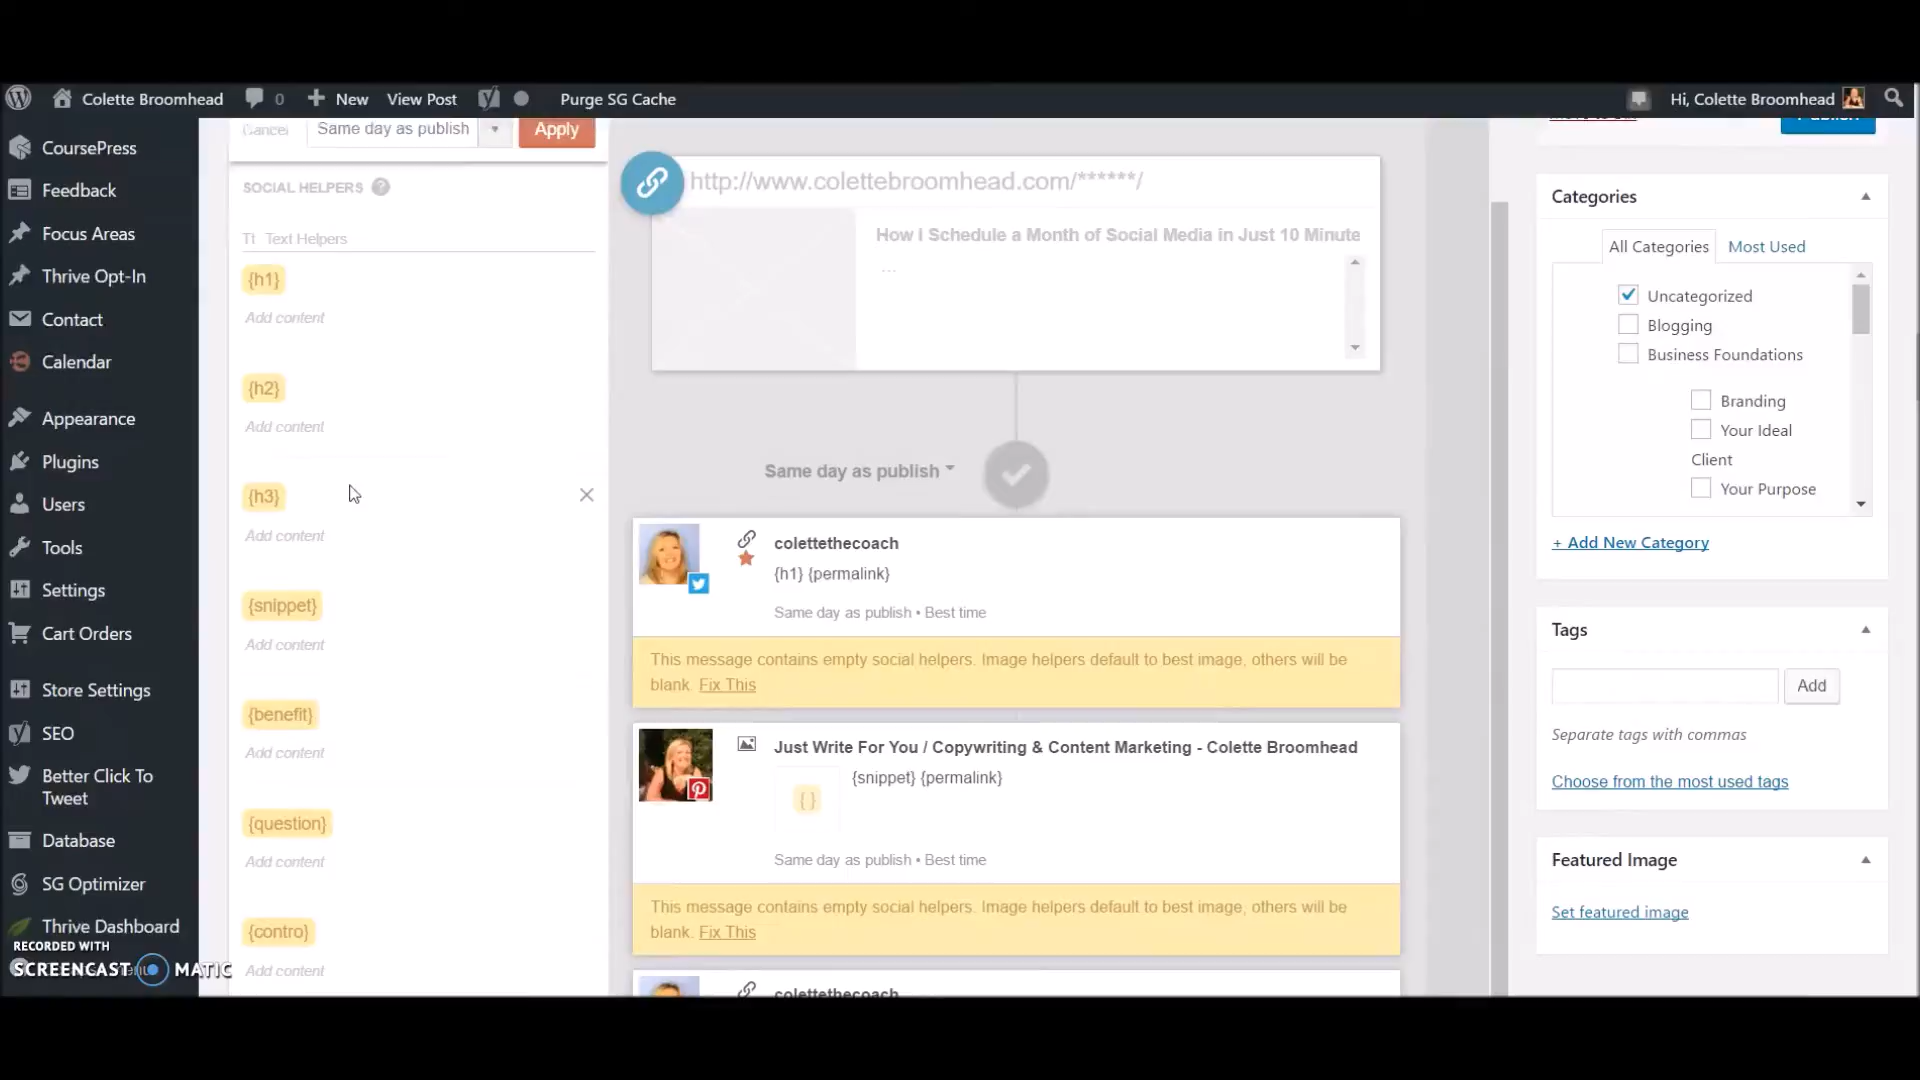 Colette Broomhead
0
New
View Post
Purge SG Cache
Hi, Colette Broomhead
CoursePress
Feedback
Focus Areas
Thrive Opt-In
Contact
Calendar
Appearance
Plugins
Users
Tools
Settings
Cart Orders
Store Settings
SEO
Better Click To
Tweet
Database
SG Optimizer
Thrive Dashboard
RECORDED WITH
SCREENCAST MATIC
Cancel
Same day as publish
Apply
SOCIAL HELPERS ?
Tt Text Helpers
{h1}
Add content
{h2}
Add content
{h3}
Add content
{snippet}
Add content
{benefit}
Add content
{question}
Add content
{contro}
Add content
http://www.colettebroomhead.com/******/
How I Schedule a Month of Social Media in Just 10 Minute
...
Same day as publish
colettethecoach
{h1} {permalink}
Same day as publish • Best time
This message contains empty social helpers. Image helpers default to best image, others will be
blank. Fix This
Just Write For You / Copywriting & Content Marketing - Colette Broomhead
{snippet} {permalink}
{ }
Same day as publish • Best time
This message contains empty social helpers. Image helpers default to best image, others will be
blank. Fix This
colettethecoach
Publish
Categories
All Categories
Most Used
Uncategorized
Blogging
Business Foundations
Branding
Your Ideal
Client
Your Purpose
+ Add New Category
Tags
Add
Separate tags with commas
Choose from the most used tags
Featured Image
Set featured image